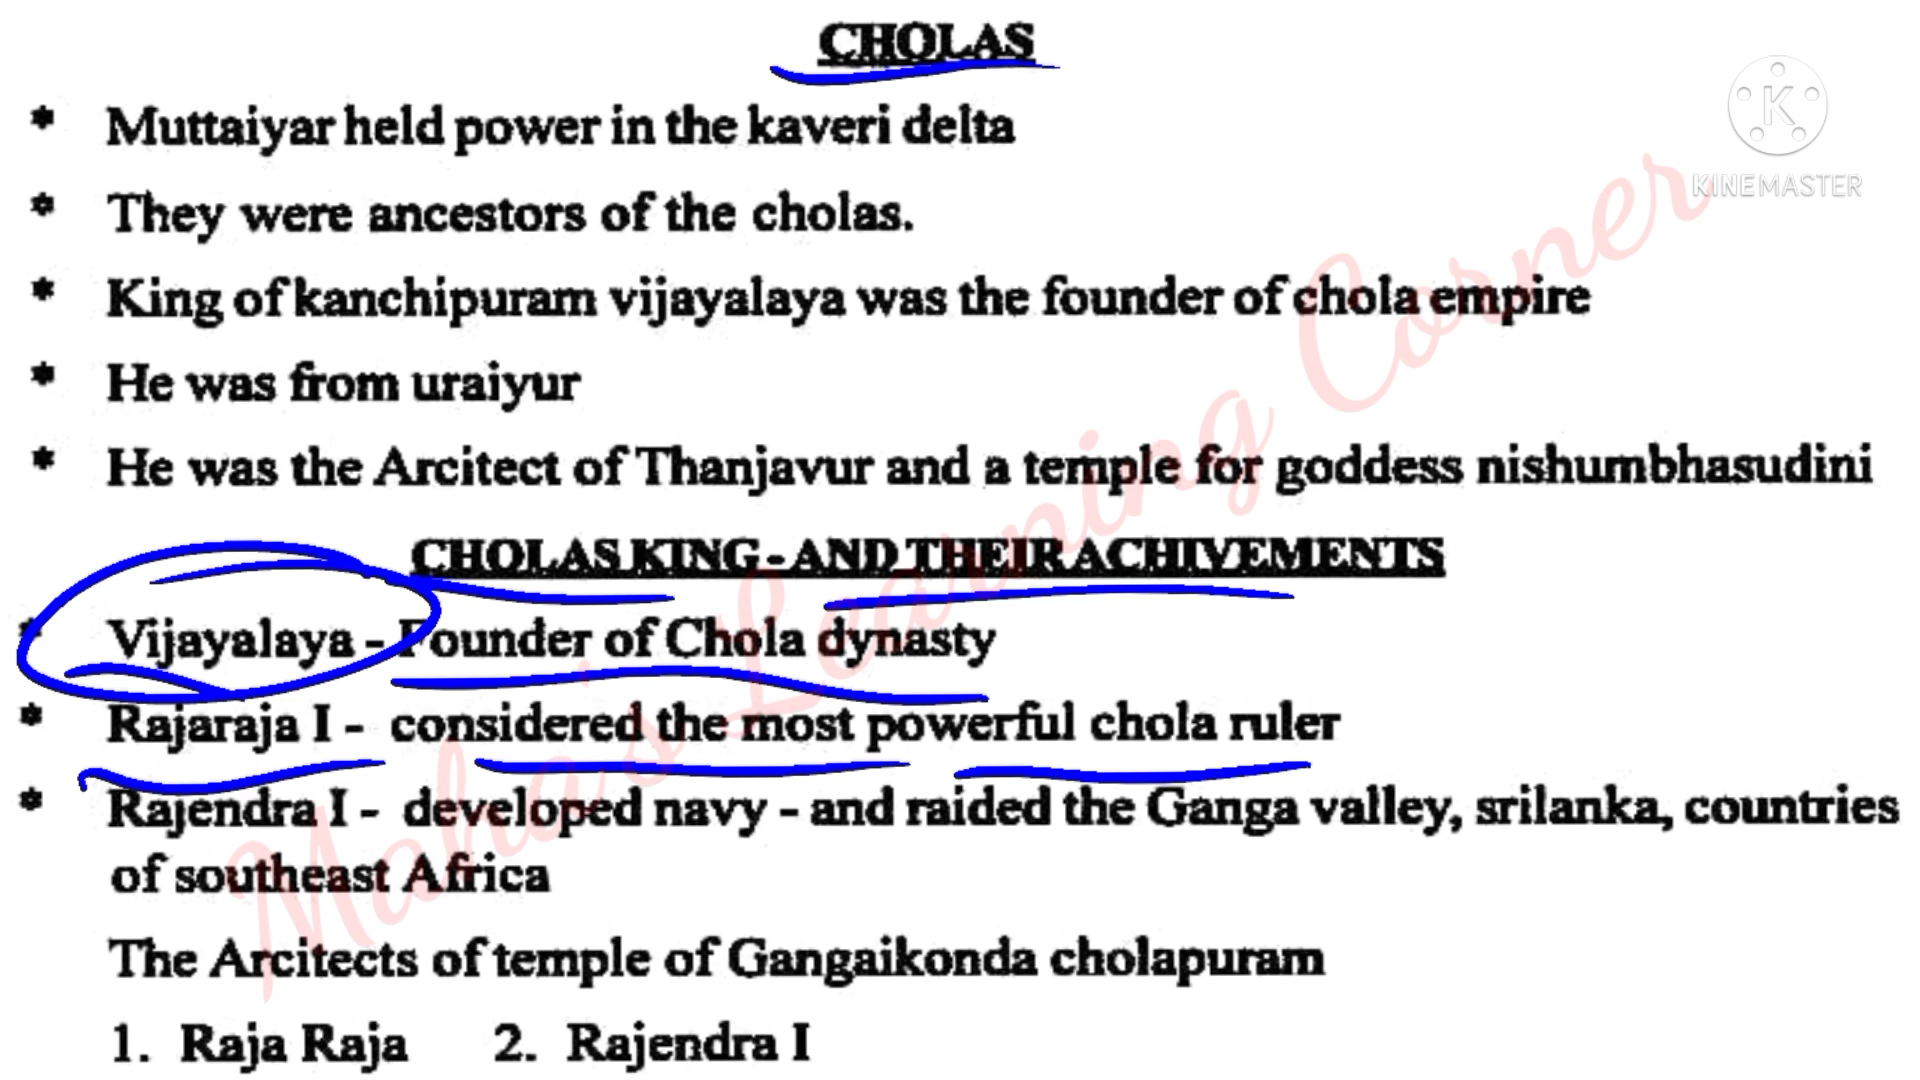 CHOLAS
* Muttaiyar held power in the kaveri delta
* They were ancestors of the cholas.
* King of kanchipuram vijayalaya was the founder of chola empire
* He was from uraiyur
* He was the Arcitect of Thanjavur and a temple for goddess nishumbhasudini
CHOLAS KING - AND THEIR ACHIVEMENTS
* Vijayalaya - Founder of Chola dynasty
* Rajaraja I - considered the most powerful chola ruler
* Rajendra I - developed navy - and raided the Ganga valley, srilanka, countries
of southeast Africa
The Arcitects of temple of Gangaikonda cholapuram
1. Raja Raja 2. Rajendra I
K
KINEMASTER
Maha's Learning Corner